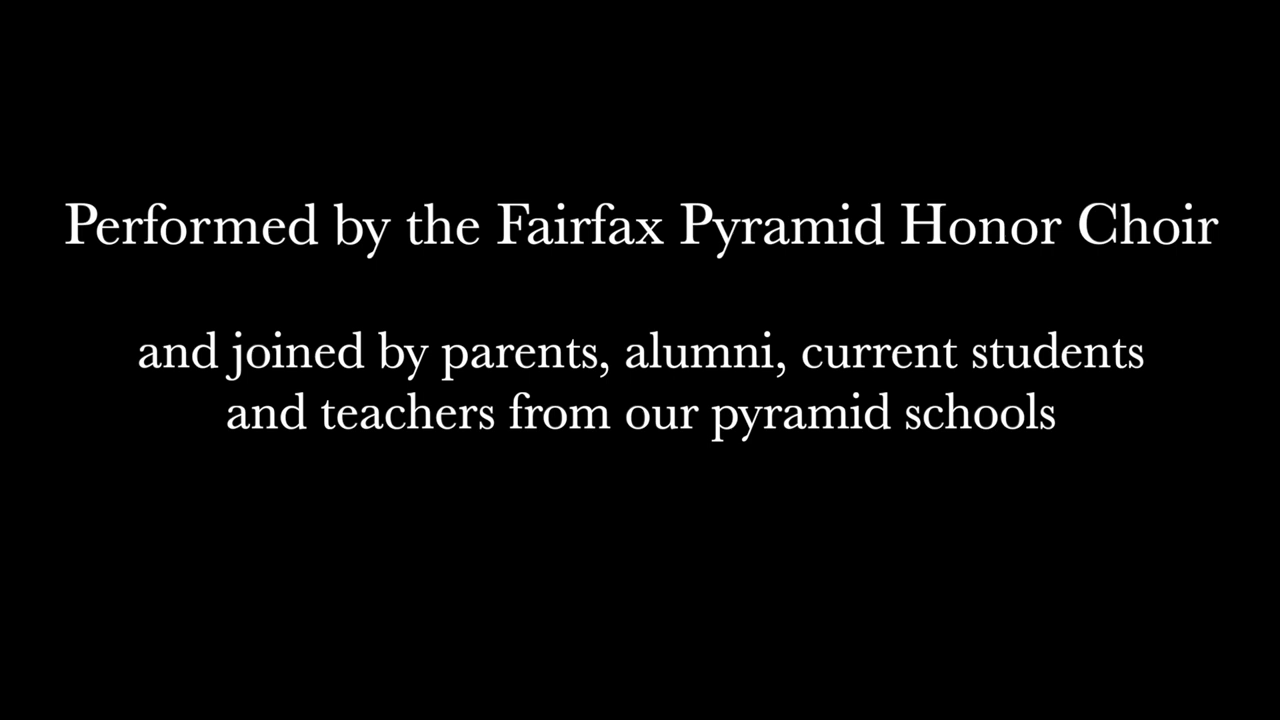 Performed by the Fairfax Pyramid Honor Choir
and joined by parents, alumni, current students
and teachers from our pyramid schools